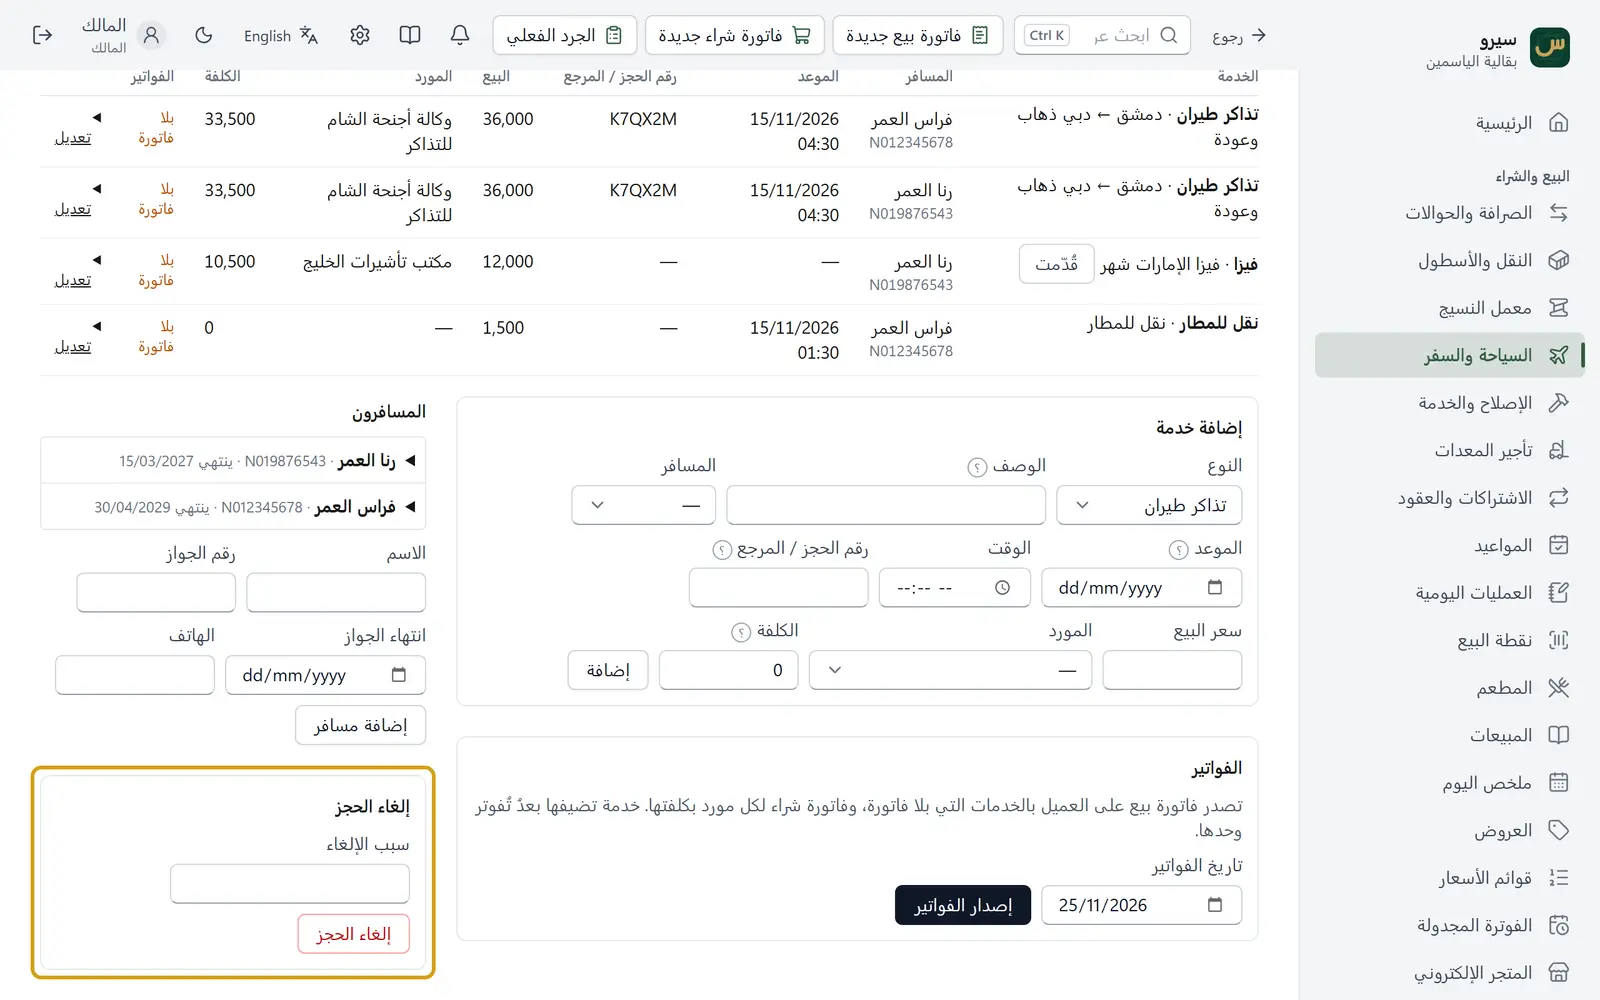 سيرو
بقالية الياسمين
رجوع
ابحث عر
Ctrl K
فاتورة بيع جديدة
فاتورة شراء جديدة
الجرد الفعلي
English
المالك
المالك
الرئيسية
البيع والشراء
الصرافة والحوالات
النقل والأسطول
معمل النسيج
السياحة والسفر
الإصلاح والخدمة
تأجير المعدات
الاشتراكات والعقود
المواعيد
العمليات اليومية
نقطة البيع
المطعم
المبيعات
ملخص اليوم
العروض
قوائم الأسعار
الفوترة المجدولة
المتجر الإلكتروني
الخدمة المسافر الموعد رقم الحجز / المرجع البيع المورد الكلفة الفواتير
تذاكر طيران · دمشق ← دبي ذهاب وعودة فراس العمر N012345678 15/11/2026 04:30 K7QX2M 36,000 وكالة أجنحة الشام للتذاكر 33,500 بلا فاتورة تعديل
تذاكر طيران · دمشق ← دبي ذهاب وعودة رنا العمر N019876543 15/11/2026 04:30 K7QX2M 36,000 وكالة أجنحة الشام للتذاكر 33,500 بلا فاتورة تعديل
فيزا · فيزا الإمارات شهر قُدّمت رنا العمر N019876543 — — 12,000 مكتب تأشيرات الخليج 10,500 بلا فاتورة تعديل
نقل للمطار · نقل للمطار فراس العمر N012345678 15/11/2026 01:30 — 1,500 — 0 بلا فاتورة تعديل
إضافة خدمة
النوع الوصف ؟ المسافر
تذاكر طيران —
الموعد ؟ الوقت رقم الحجز / المرجع ؟
dd/mm/yyyy --:-- --
سعر البيع المورد الكلفة ؟
— 0 إضافة
الفواتير
تصدر فاتورة بيع على العميل بالخدمات التي بلا فاتورة، وفاتورة شراء لكل مورد بكلفتها. خدمة تضيفها بعدُ تُفوتر
وحدها.
تاريخ الفواتير
25/11/2026 إصدار الفواتير
المسافرون
رنا العمر · N019876543 · ينتهي 15/03/2027
فراس العمر · N012345678 · ينتهي 30/04/2029
الاسم رقم الجواز
انتهاء الجواز الهاتف
dd/mm/yyyy
إضافة مسافر
إلغاء الحجز
سبب الإلغاء
إلغاء الحجز